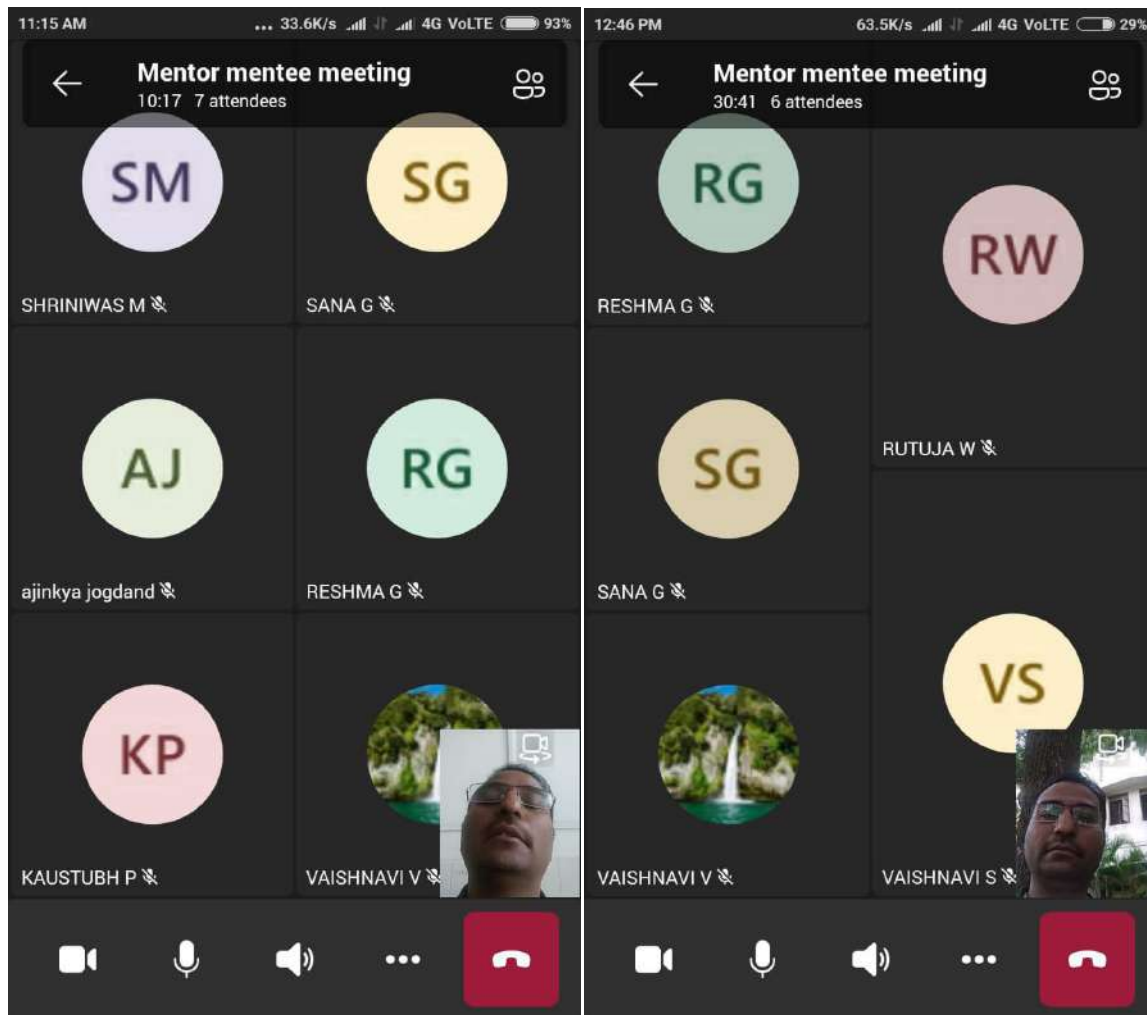 11:15 AM ... 33.6K/s 4G VoLTE 93%
Mentor mentee meeting
10:17 7 attendees
SM SG
SHRINIWAS M SANA G
AJ RG
ajinkya jogdand RESHMA G
KP
KAUSTUBH P VAISHNAVI V
12:46 PM 63.5K/s 4G VoLTE 29%
Mentor mentee meeting
30:41 6 attendees
RG
RW
RESHMA G
RUTUJA W
SG
SANA G
VS
VAISHNAVI V VAISHNAVI S